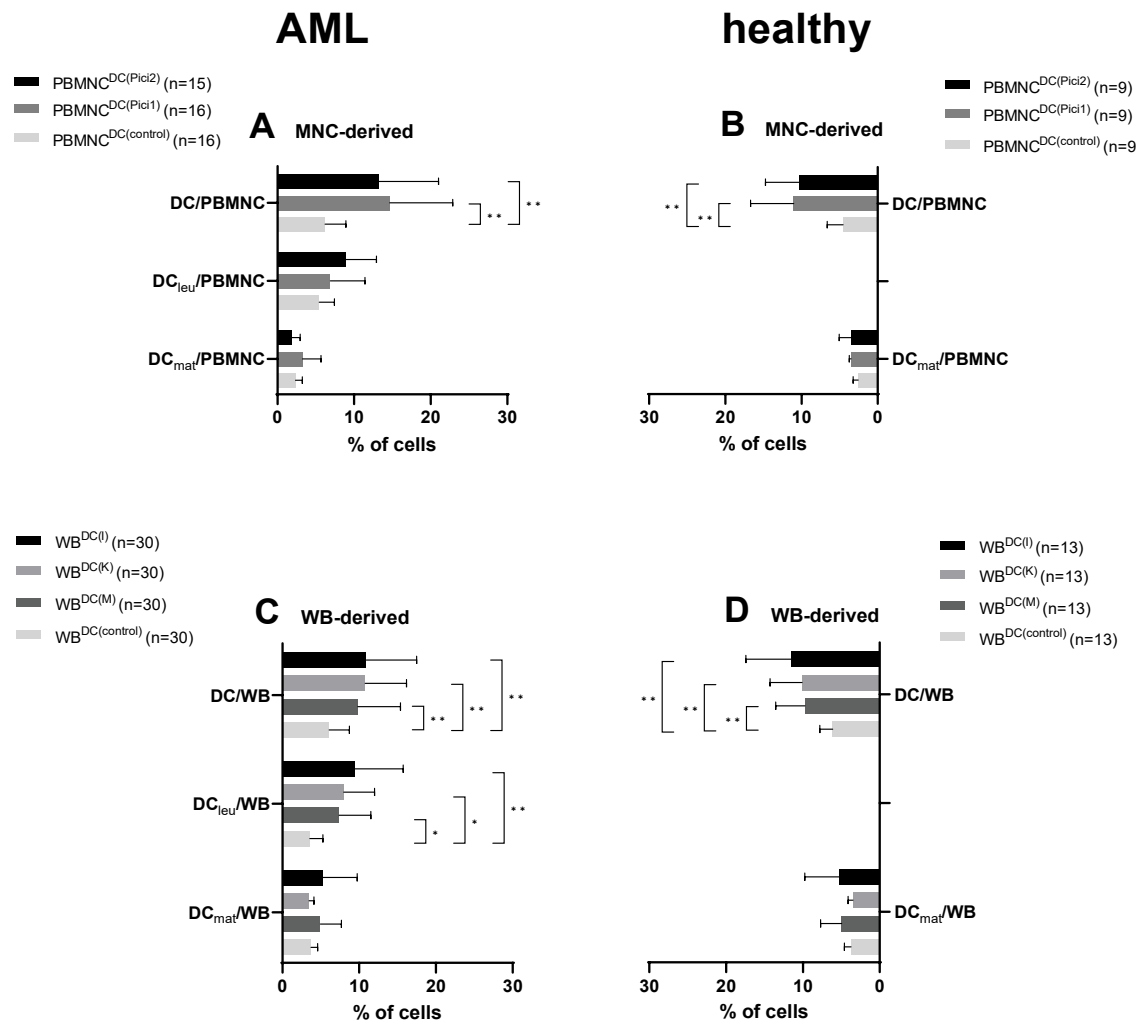 AML
healthy
PBMNC^DC(Pici2) (n=15)
PBMNC^DC(Pici1) (n=16)
PBMNC^DC(control) (n=16)
PBMNC^DC(Pici2) (n=9)
PBMNC^DC(Pici1) (n=9)
PBMNC^DC(control) (n=9
A MNC-derived
DC/PBMNC
DC_leu/PBMNC
DC_mat/PBMNC
**
**
0 10 20 30
% of cells
B MNC-derived
**
**
DC/PBMNC
DC_mat/PBMNC
30 20 10 0
% of cells
WB^DC(I) (n=30)
WB^DC(K) (n=30)
WB^DC(M) (n=30)
WB^DC(control) (n=30)
WB^DC(I) (n=13)
WB^DC(K) (n=13)
WB^DC(M) (n=13)
WB^DC(control) (n=13)
C WB-derived
DC/WB
**
**
**
DC_leu/WB
*
*
**
DC_mat/WB
0 10 20 30
% of cells
D WB-derived
**
**
**
DC/WB
DC_mat/WB
30 20 10 0
% of cells